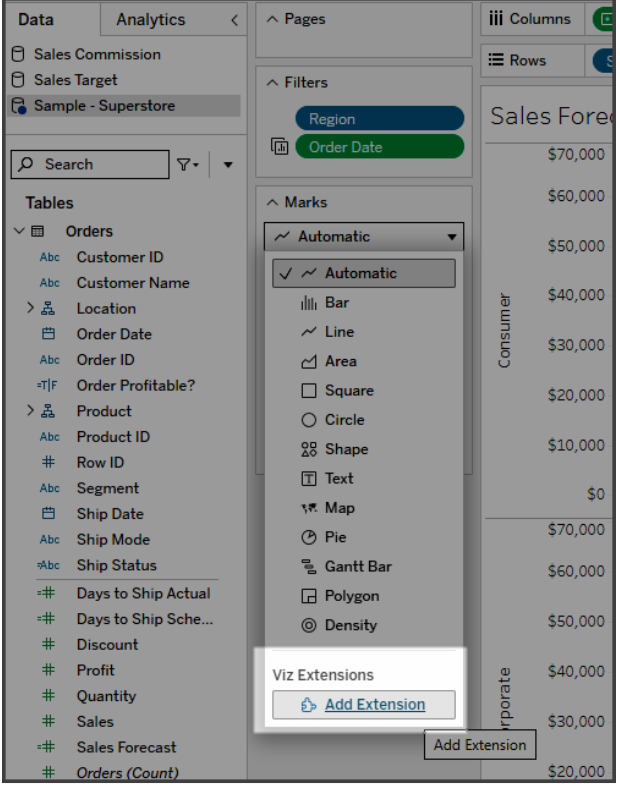 Data
Analytics
Sales Commission
Sales Target
Sample - Superstore
Search
Tables
Orders
Abc Customer ID
Abc Customer Name
Location
Order Date
Abc Order ID
=T|F Order Profitable?
Product
Abc Product ID
# Row ID
Abc Segment
Ship Date
Abc Ship Mode
=Abc Ship Status
=# Days to Ship Actual
=# Days to Ship Sche...
# Discount
# Profit
# Quantity
# Sales
=# Sales Forecast
# Orders (Count)
Pages
Filters
Region
Order Date
Marks
Automatic
Automatic
Bar
Line
Area
Square
Circle
Shape
Text
Map
Pie
Gantt Bar
Polygon
Density
Viz Extensions
Add Extension
Add Extension
Columns
Rows
S
Sales Fore
Consumer
$70,000
$60,000
$50,000
$40,000
$30,000
$20,000
$10,000
$0
$70,000
$60,000
$50,000
$40,000
$30,000
$20,000